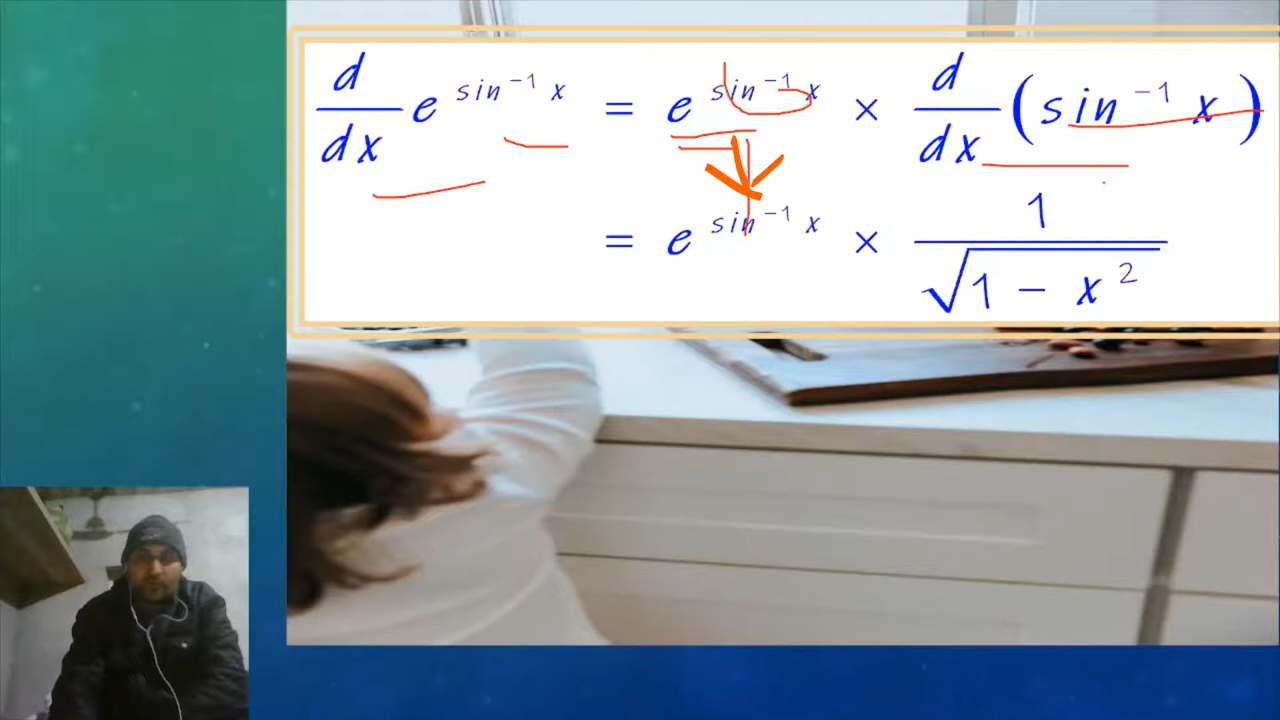 d/dx e^(sin⁻¹ x) = e^(sin⁻¹ x) × d/dx (sin⁻¹ x)
= e^(sin⁻¹ x) × 1/√(1 − x²)